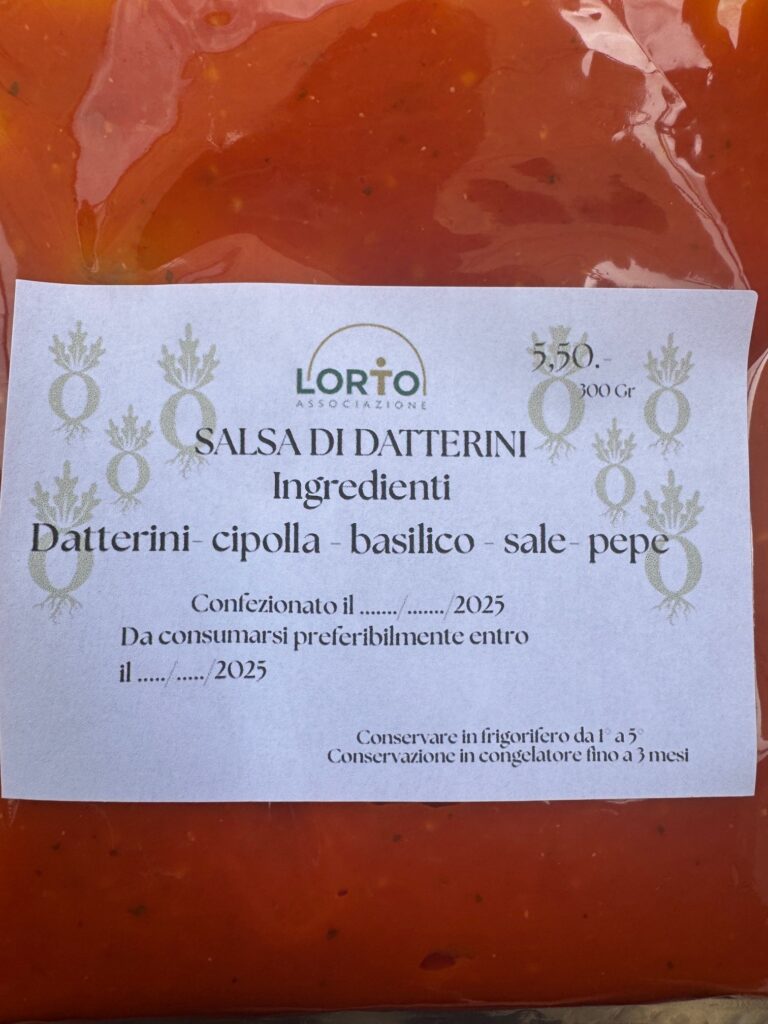 LORTO
ASSOCIAZIONE
5,50.-
300 Gr
SALSA DI DATTERINI
Ingredienti
Datterini- cipolla - basilico - sale- pepe
Confezionato il ......./......./2025
Da consumarsi preferibilmente entro
il ...../...../2025
Conservare in frigorifero da 1° a 5°
Conservazione in congelatore fino a 3 mesi